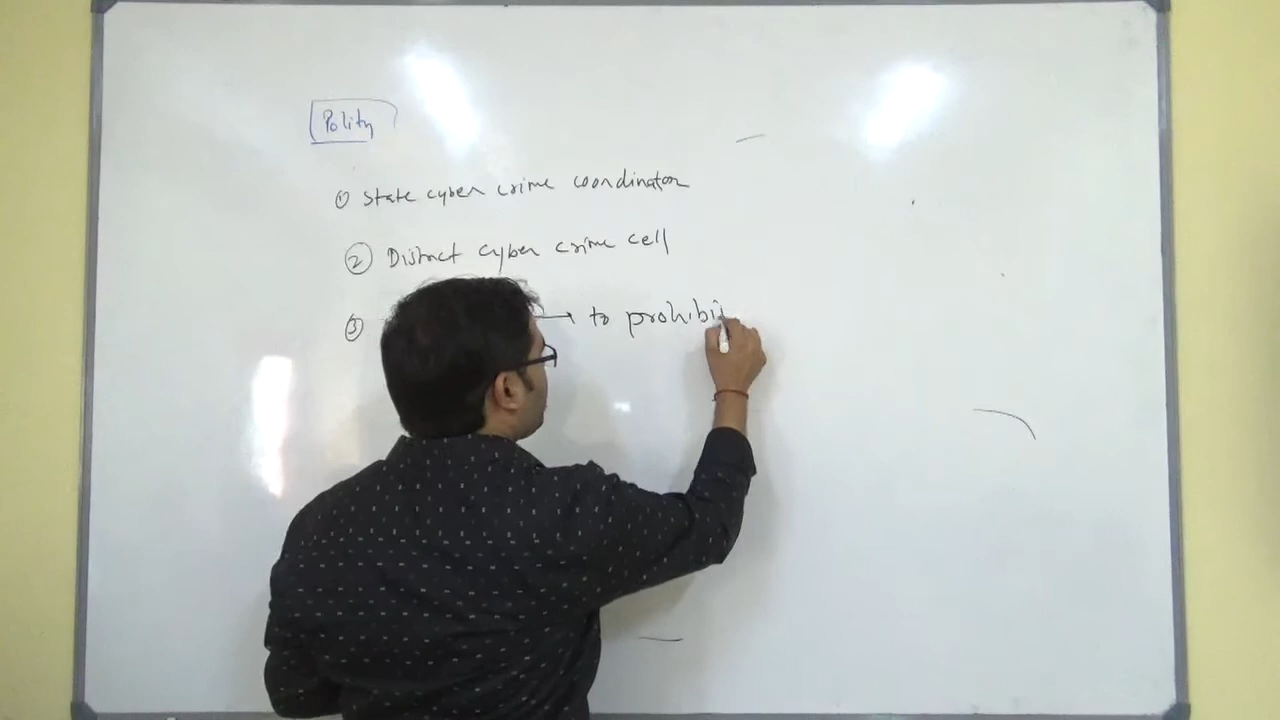 Polity
① State cyber crime coordinator
② District cyber crime cell
③ → to prohibi